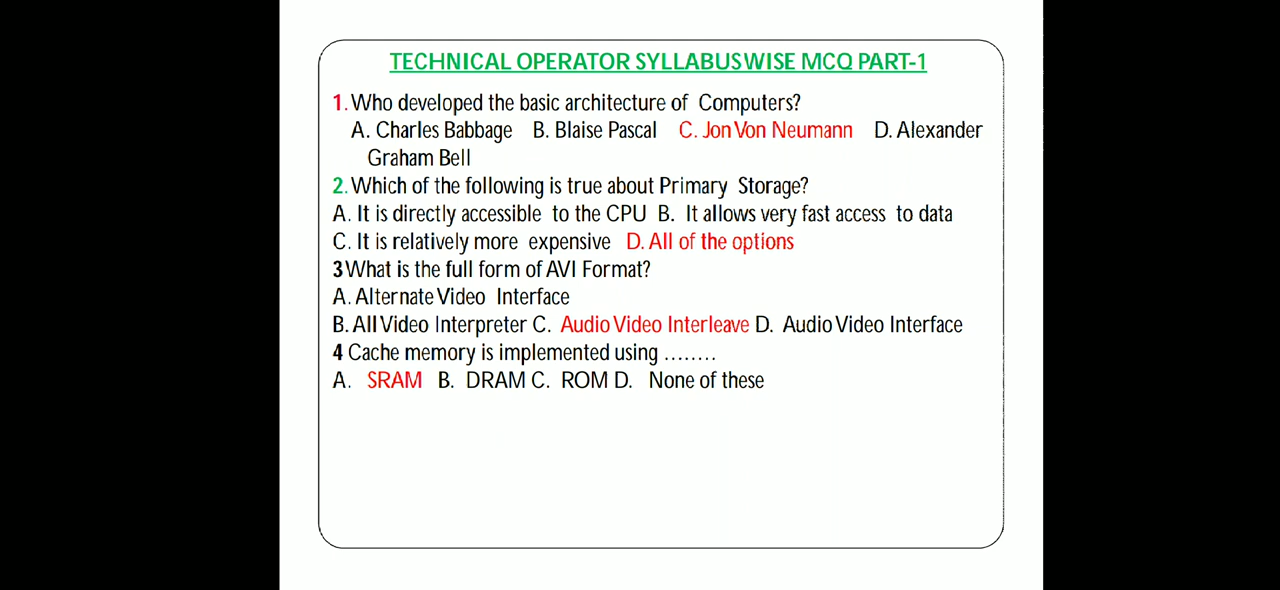 TECHNICAL OPERATOR SYLLABUSWISE MCQ PART-1
1. Who developed the basic architecture of Computers?
A. Charles Babbage B. Blaise Pascal C. Jon Von Neumann D. Alexander
Graham Bell
2. Which of the following is true about Primary Storage?
A. It is directly accessible to the CPU B. It allows very fast access to data
C. It is relatively more expensive D. All of the options
3What is the full form of AVI Format?
A. Alternate Video Interface
B. All Video Interpreter C. Audio Video Interleave D. Audio Video Interface
4 Cache memory is implemented using ........
A. SRAM B. DRAM C. ROM D. None of these